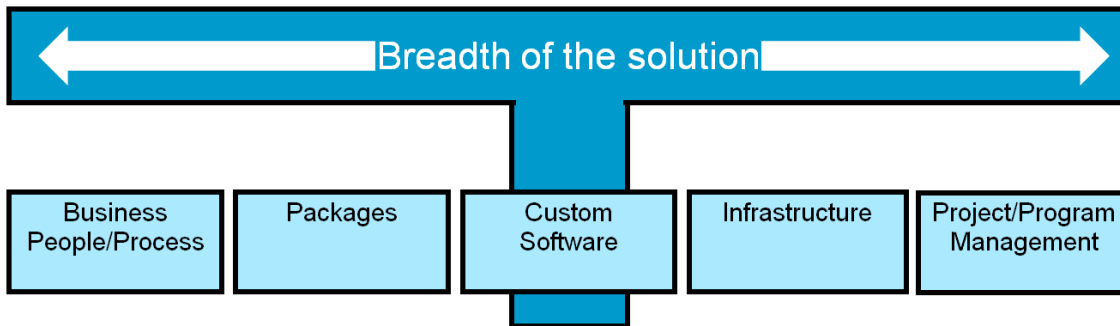 Breadth of the solution
Business
People/Process
Packages
Custom
Software
Infrastructure
Project/Program
Management